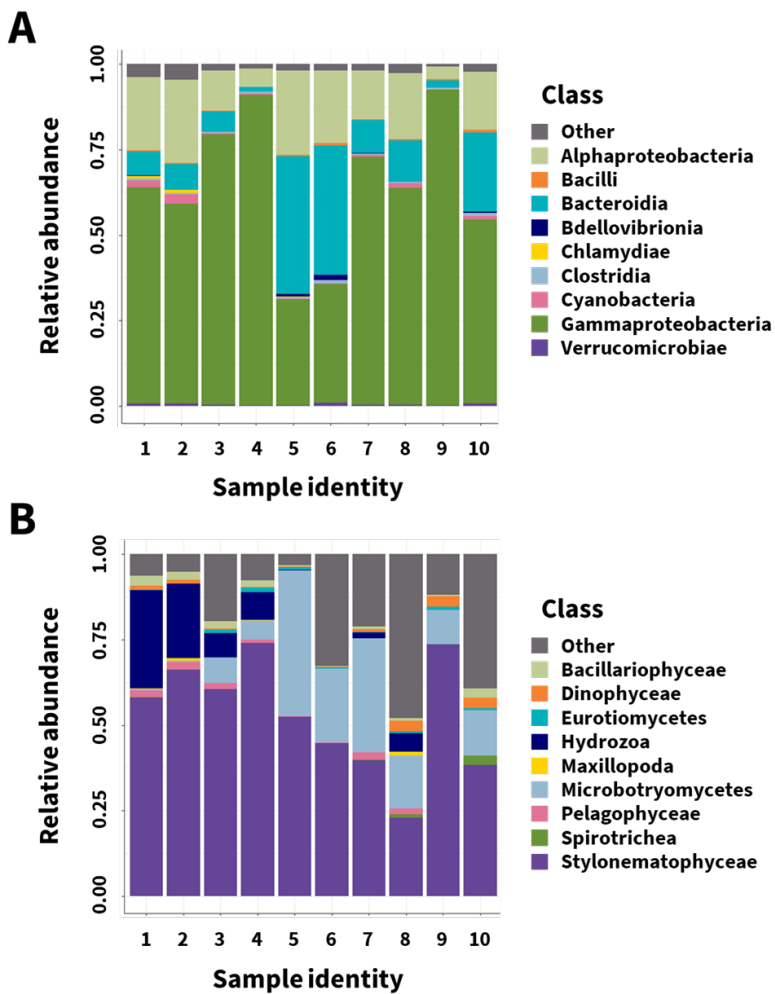 A
Relative abundance
1.00
0.75
0.50
0.25
0.00
1 2 3 4 5 6 7 8 9 10
Sample identity
Class
Other
Alphaproteobacteria
Bacilli
Bacteroidia
Bdellovibrionia
Chlamydiae
Clostridia
Cyanobacteria
Gammaproteobacteria
Verrucomicrobiae
B
Relative abundance
1.00
0.75
0.50
0.25
0.00
1 2 3 4 5 6 7 8 9 10
Sample identity
Class
Other
Bacillariophyceae
Dinophyceae
Eurotiomycetes
Hydrozoa
Maxillopoda
Microbotryomycetes
Pelagophyceae
Spirotrichea
Stylonematophyceae